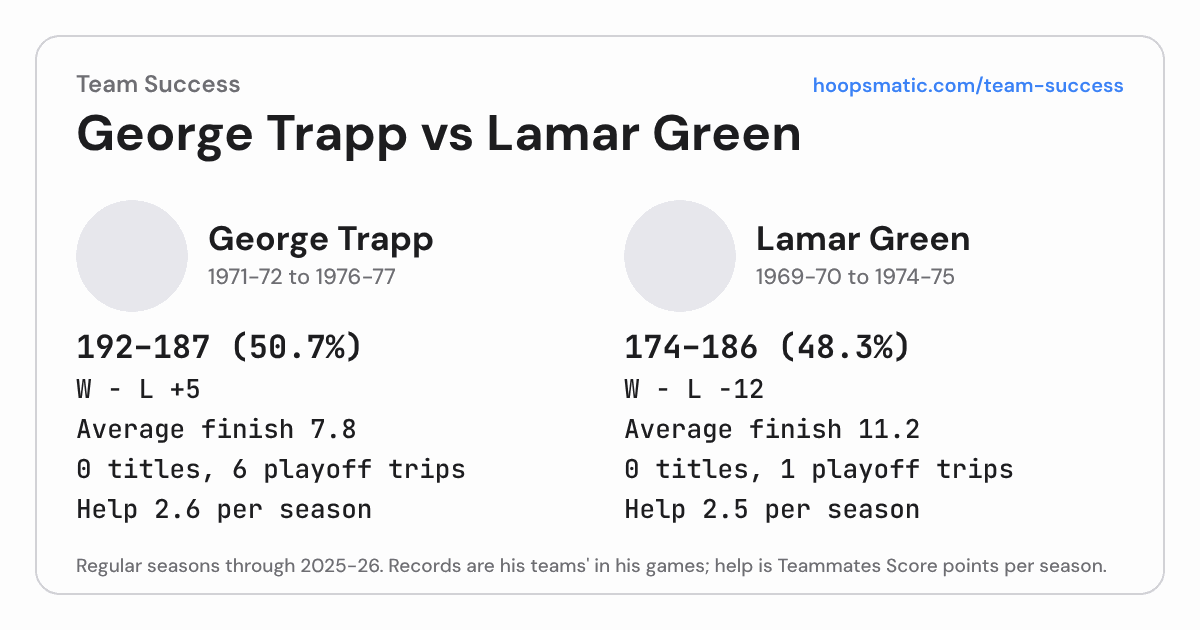 Team Success
hoopsmatic.com/team-success
George Trapp vs Lamar Green
George Trapp
1971-72 to 1976-77
192-187 (50.7%)
W - L +5
Average finish 7.8
0 titles, 6 playoff trips
Help 2.6 per season
Lamar Green
1969-70 to 1974-75
174-186 (48.3%)
W - L -12
Average finish 11.2
0 titles, 1 playoff trips
Help 2.5 per season
Regular seasons through 2025-26. Records are his teams' in his games; help is Teammates Score points per season.